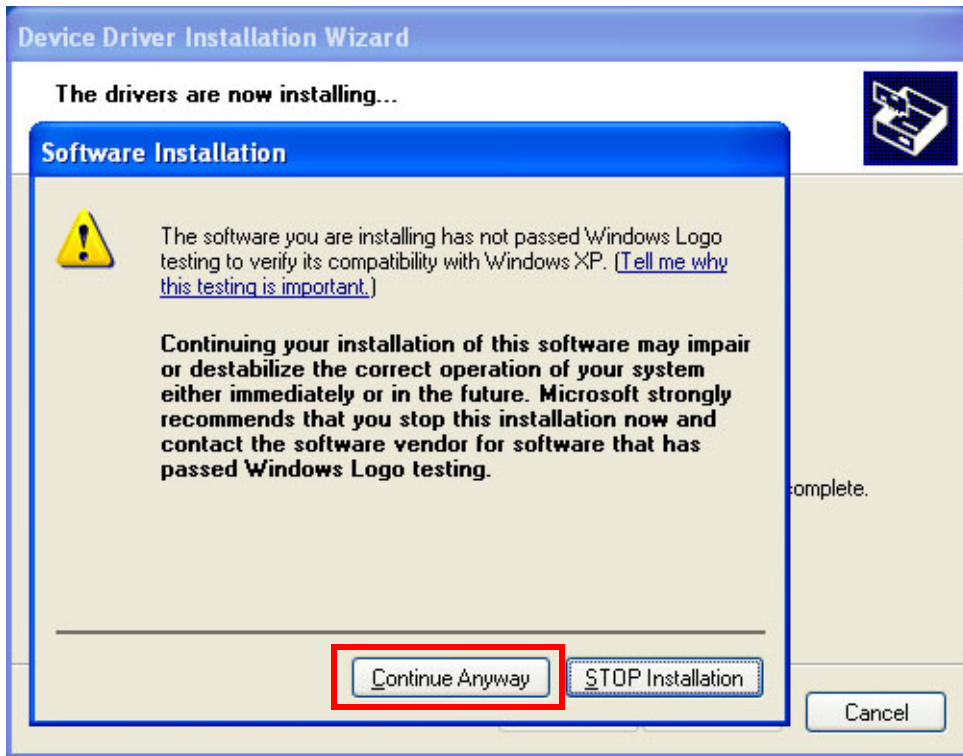 Device Driver Installation Wizard
The drivers are now installing...
Software Installation
The software you are installing has not passed Windows Logo
testing to verify its compatibility with Windows XP. (Tell me why
this testing is important.)
Continuing your installation of this software may impair
or destabilize the correct operation of your system
either immediately or in the future. Microsoft strongly
recommends that you stop this installation now and
contact the software vendor for software that has
passed Windows Logo testing.
complete.
Continue Anyway
STOP Installation
Cancel